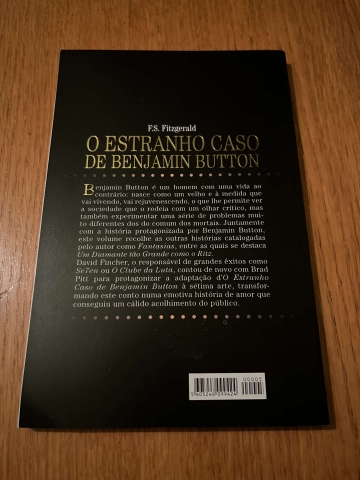 F.S. Fitzgerald
O ESTRANHO CASO
DE BENJAMIN BUTTON
Benjamin Button é um homem com uma vida ao
contrário: nasce como um velho e à medida que
vai vivendo, vai rejuvenescendo, o que lhe permite ver
a sociedade que o rodeia com um olhar crítico, mas
também experimentar uma série de problemas mui-
to diferentes dos do comum dos mortais. Juntamente
com a história protagonizada por Benjamin Button,
este volume recolhe as outras histórias catalogadas
pelo autor como Fantasias, entre as quais se destaca
Um Diamante tão Grande como o Ritz.
David Fincher, o responsável de grandes êxitos como
Se7en ou O Clube da Luta, contou de novo com Brad
Pitt para protagonizar a adaptação d'O Estranho
Caso de Benjamin Button à sétima arte, transfor-
mando este conto numa emotiva história de amor que
conseguiu um cálido acolhimento do público.
00005
5603248099424